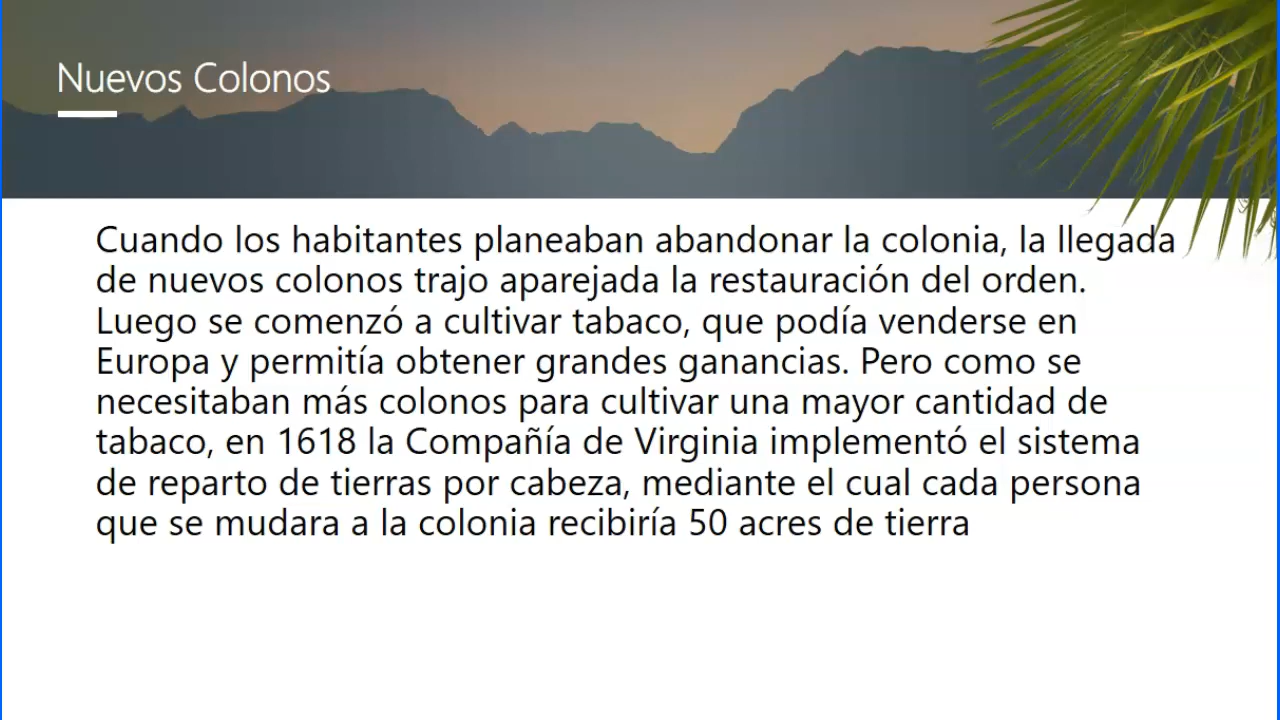 Nuevos Colonos
Cuando los habitantes planeaban abandonar la colonia, la llegada
de nuevos colonos trajo aparejada la restauración del orden.
Luego se comenzó a cultivar tabaco, que podía venderse en
Europa y permitía obtener grandes ganancias. Pero como se
necesitaban más colonos para cultivar una mayor cantidad de
tabaco, en 1618 la Compañía de Virginia implementó el sistema
de reparto de tierras por cabeza, mediante el cual cada persona
que se mudara a la colonia recibiría 50 acres de tierra